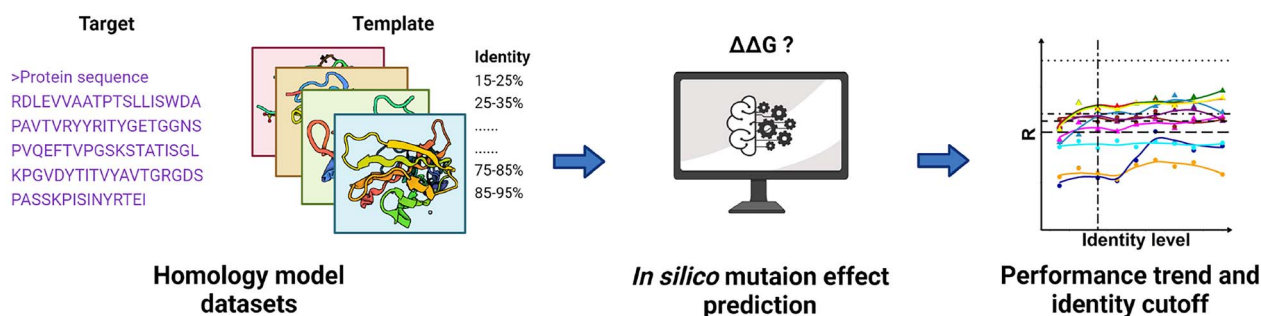 Target
Template
Identity
>Protein sequence
RDLEVVAATPTSLLISWDA
PAVTVRYYRITYGETGGNS
PVQEFTVPGSKSTATISGL
KPGVDYTITVYAVTGRGDS
PASSKPISINYRTEI
15-25%
25-35%
......
......
75-85%
85-95%
Homology model
datasets
ΔΔG ?
In silico mutaion effect
prediction
R
Identity level
Performance trend and
identity cutoff